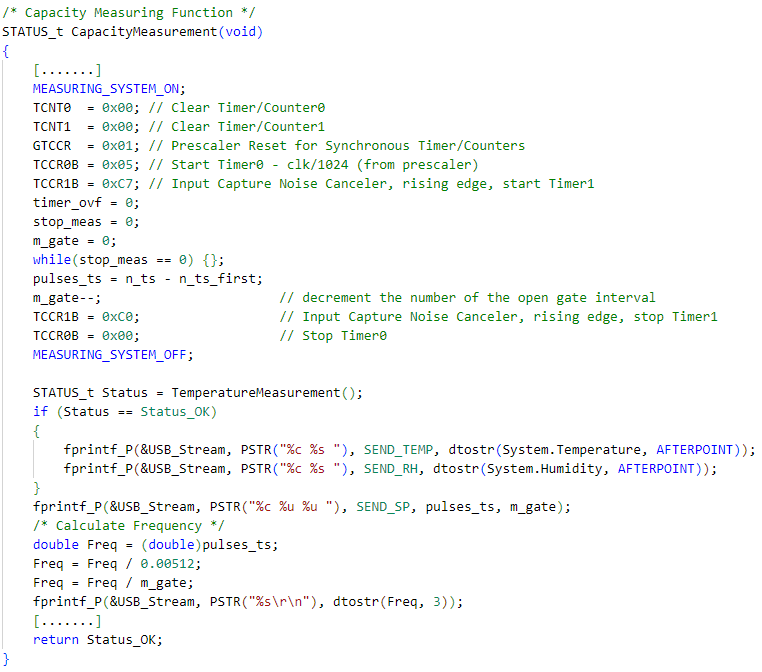 /* Capacity Measuring Function */
STATUS_t CapacityMeasurement(void)
{
    [.......]
    MEASURING_SYSTEM_ON;
    TCNT0  = 0x00; // Clear Timer/Counter0
    TCNT1  = 0x00; // Clear Timer/Counter1
    GTCCR  = 0x01; // Prescaler Reset for Synchronous Timer/Counters
    TCCR0B = 0x05; // Start Timer0 - clk/1024 (from prescaler)
    TCCR1B = 0xC7; // Input Capture Noise Canceler, rising edge, start Timer1
    timer_ovf = 0;
    stop_meas = 0;
    m_gate = 0;
    while(stop_meas == 0) {};
    pulses_ts = n_ts - n_ts_first;
    m_gate--;                   // decrement the number of the open gate interval
    TCCR1B = 0xC0;              // Input Capture Noise Canceler, rising edge, stop Timer1
    TCCR0B = 0x00;              // Stop Timer0
    MEASURING_SYSTEM_OFF;

    STATUS_t Status = TemperatureMeasurement();
    if (Status == Status_OK)
    {
        fprintf_P(&USB_Stream, PSTR("%c %s "), SEND_TEMP, dtostr(System.Temperature, AFTERPOINT));
        fprintf_P(&USB_Stream, PSTR("%c %s "), SEND_RH, dtostr(System.Humidity, AFTERPOINT));
    }
    fprintf_P(&USB_Stream, PSTR("%c %u %u "), SEND_SP, pulses_ts, m_gate);
    /* Calculate Frequency */
    double Freq = (double)pulses_ts;
    Freq = Freq / 0.00512;
    Freq = Freq / m_gate;
    fprintf_P(&USB_Stream, PSTR("%s\r\n"), dtostr(Freq, 3));
    [.......]
    return Status_OK;
}